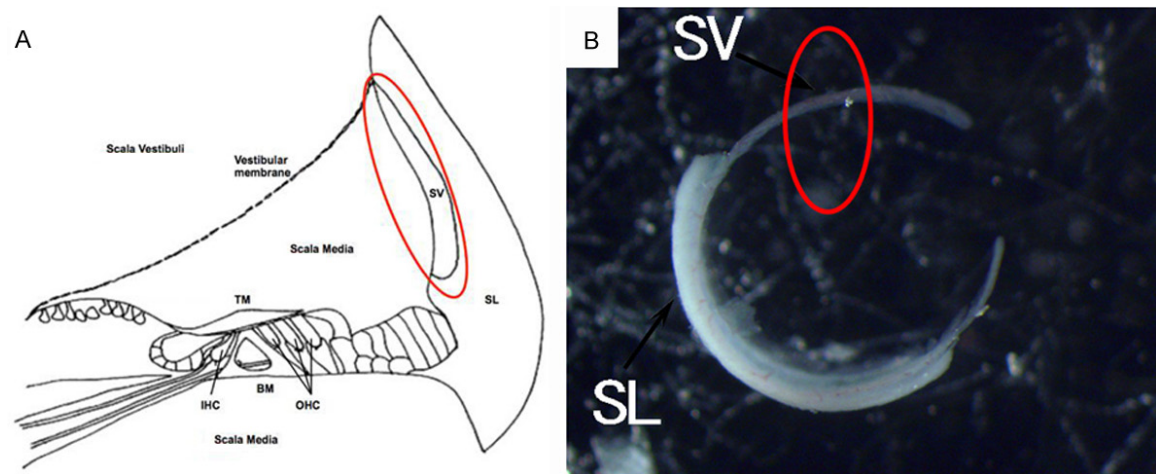 A
Scala Vestibuli
Vestibular
membrane
SV
Scala Media
TM
SL
IHC
BM
OHC
Scala Media
B
SV
SL